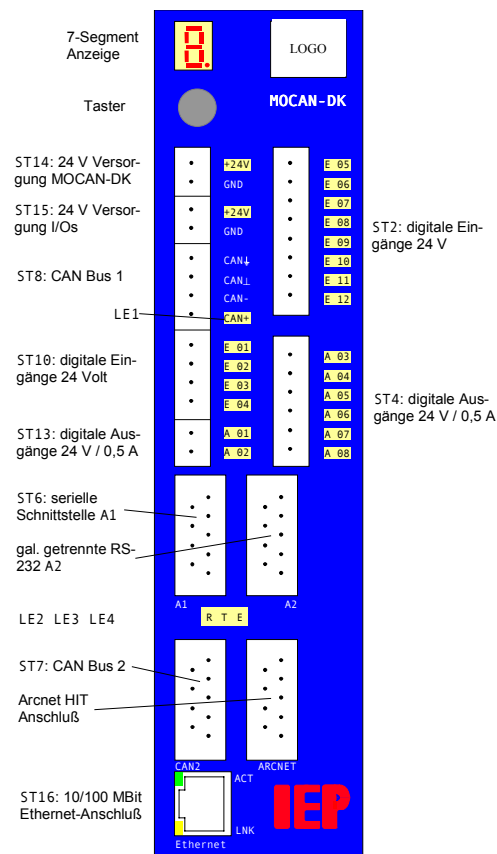 7-Segment
Anzeige
LOGO
Taster
MOCAN-DK
ST14: 24 V Versor-
gung MOCAN-DK
+24V
GND
ST15: 24 V Versor-
gung I/Os
+24V
GND
ST8: CAN Bus 1
CAN⏚
CAN⊥
CAN-
CAN+
LE1
E 05
E 06
E 07
E 08
E 09
E 10
E 11
E 12
ST2: digitale Ein-
gänge 24 V
ST10: digitale Ein-
gänge 24 Volt
E 01
E 02
E 03
E 04
ST13: digitale Aus-
gänge 24 V / 0,5 A
A 01
A 02
A 03
A 04
A 05
A 06
A 07
A 08
ST4: digitale Aus-
gänge 24 V / 0,5 A
ST6: serielle
Schnittstelle A1
gal. getrennte RS-
232 A2
A1
A2
LE2 LE3 LE4
R T E
ST7: CAN Bus 2
Arcnet HIT
Anschluß
CAN2
ARCNET
ST16: 10/100 MBit
Ethernet-Anschluß
ACT
LNK
Ethernet
IEP